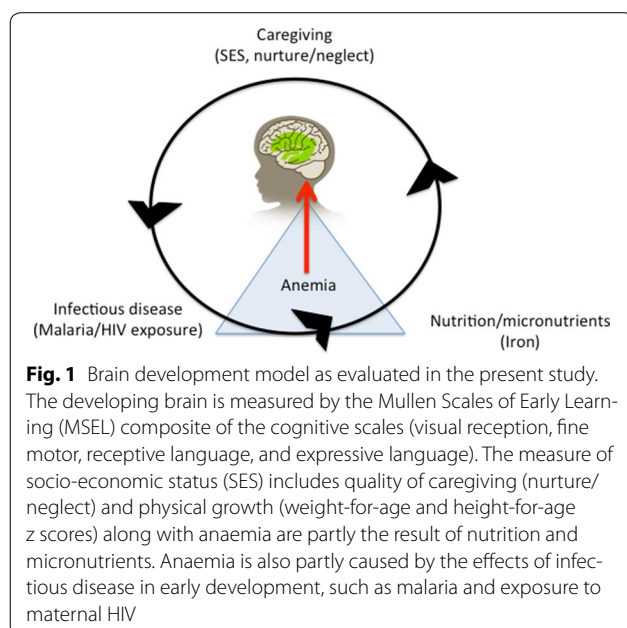 Caregiving
(SES, nurture/neglect)
Anemia
Infectious disease
(Malaria/HIV exposure)
Nutrition/micronutrients
(Iron)
Fig. 1 Brain development model as evaluated in the present study.
The developing brain is measured by the Mullen Scales of Early Learn-
ing (MSEL) composite of the cognitive scales (visual reception, fine
motor, receptive language, and expressive language). The measure of
socio-economic status (SES) includes quality of caregiving (nurture/
neglect) and physical growth (weight-for-age and height-for-age
z scores) along with anaemia are partly the result of nutrition and
micronutrients. Anaemia is also partly caused by the effects of infec-
tious disease in early development, such as malaria and exposure to
maternal HIV